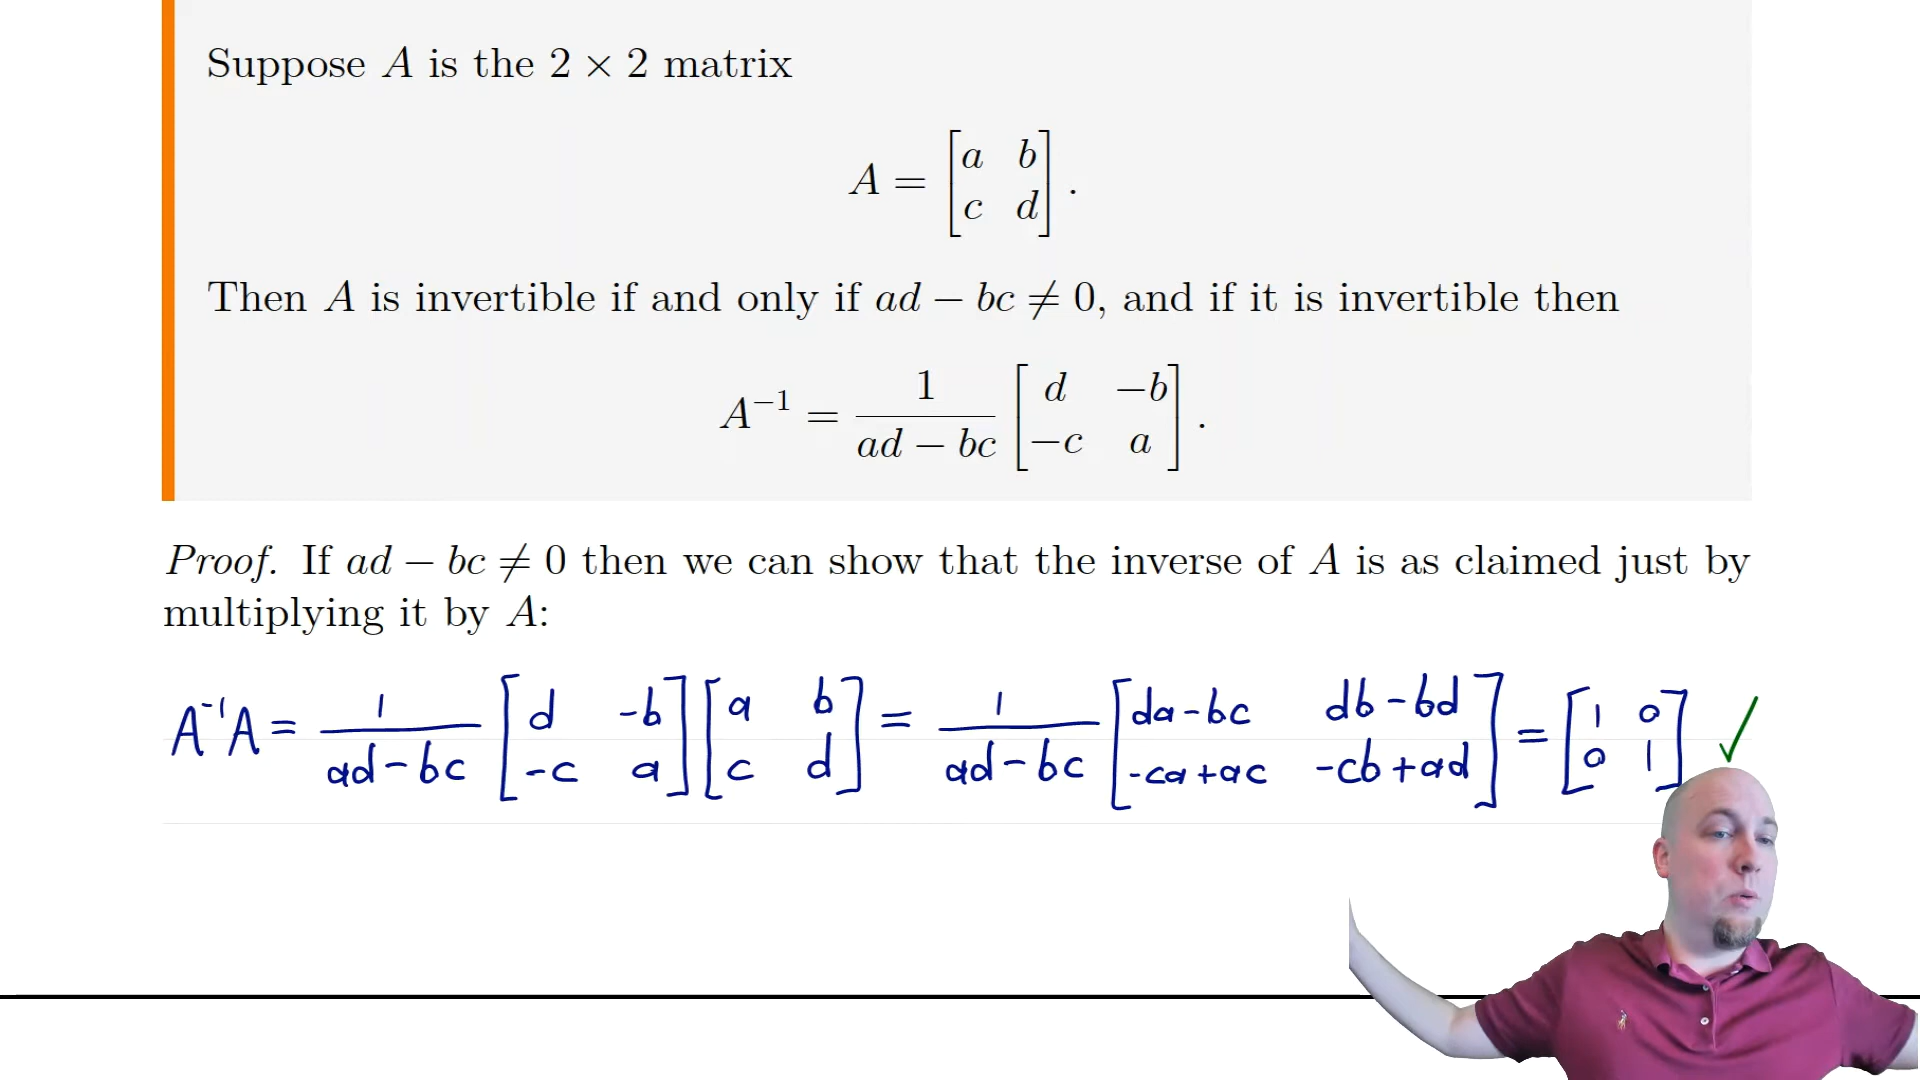 Suppose A is the 2 × 2 matrix
A = [a b; c d].
Then A is invertible if and only if ad − bc ≠ 0, and if it is invertible then
A⁻¹ = 1/(ad − bc) [d −b; −c a].
Proof. If ad − bc ≠ 0 then we can show that the inverse of A is as claimed just by
multiplying it by A:
A⁻¹A = 1/(ad-bc) [d -b; -c a] [a b; c d] = 1/(ad-bc) [da-bc db-bd; -ca+ac -cb+ad] = [1 0; 0 1] ✓